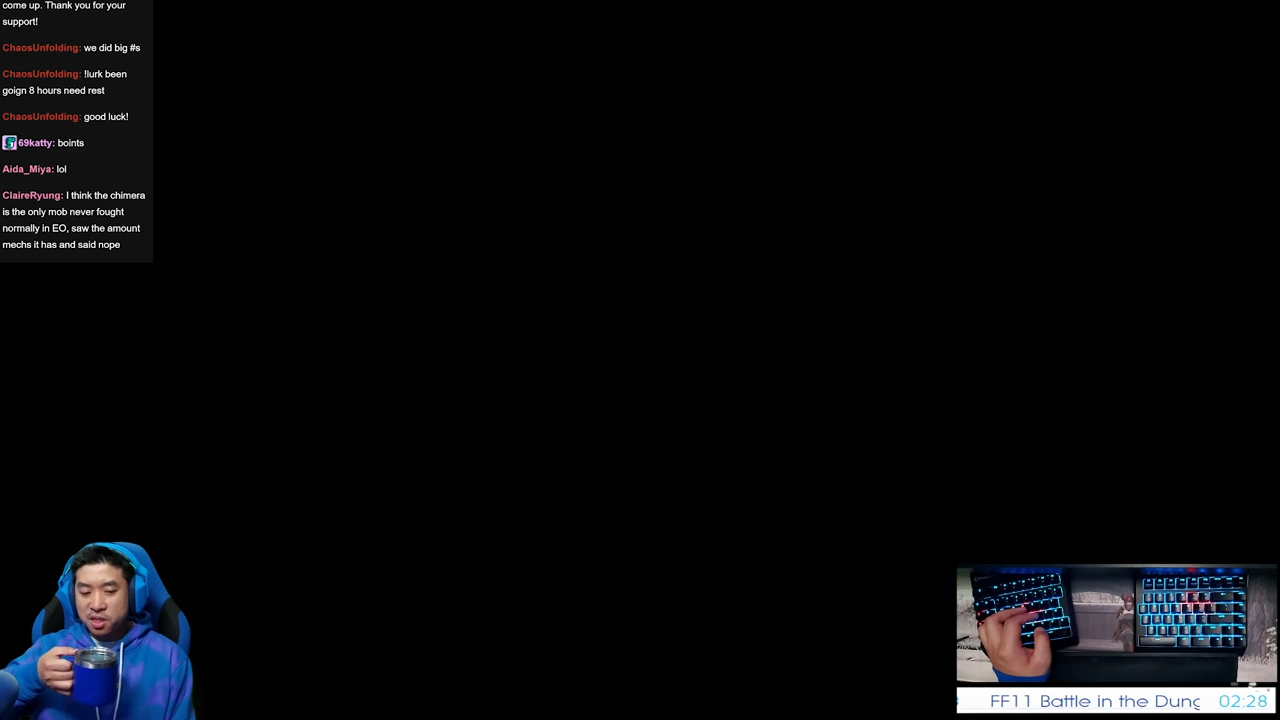 come up. Thank you for your
support!
ChaosUnfolding: we did big #s
ChaosUnfolding: !lurk been
goign 8 hours need rest
ChaosUnfolding: good luck!
69katty: boints
Aida_Miya: lol
ClaireRyung: I think the chimera
is the only mob never fought
normally in EO, saw the amount
mechs it has and said nope
FF11 Battle in the Dung 02:28